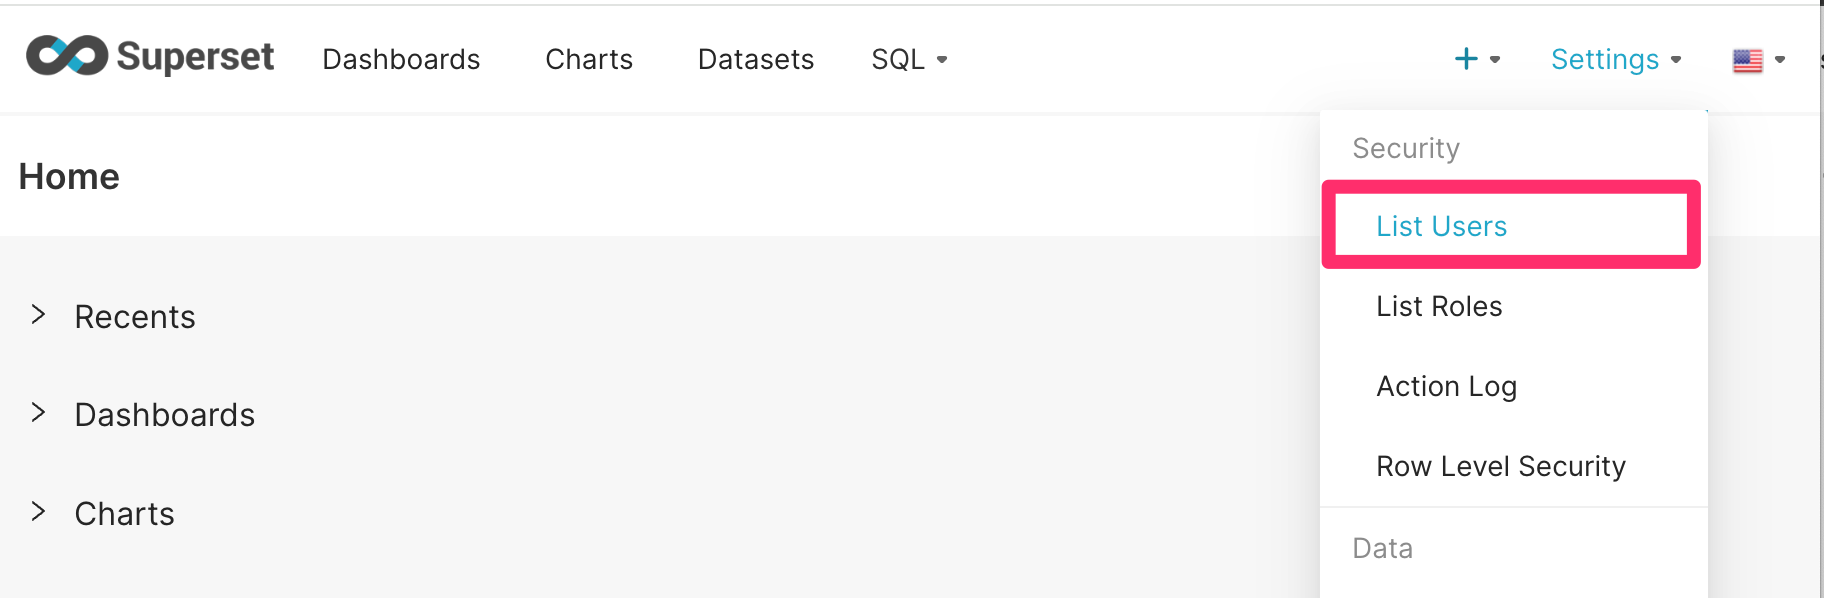 Superset Dashboards Charts Datasets SQL + Settings
Home
Recents
Dashboards
Charts
Security
List Users
List Roles
Action Log
Row Level Security
Data